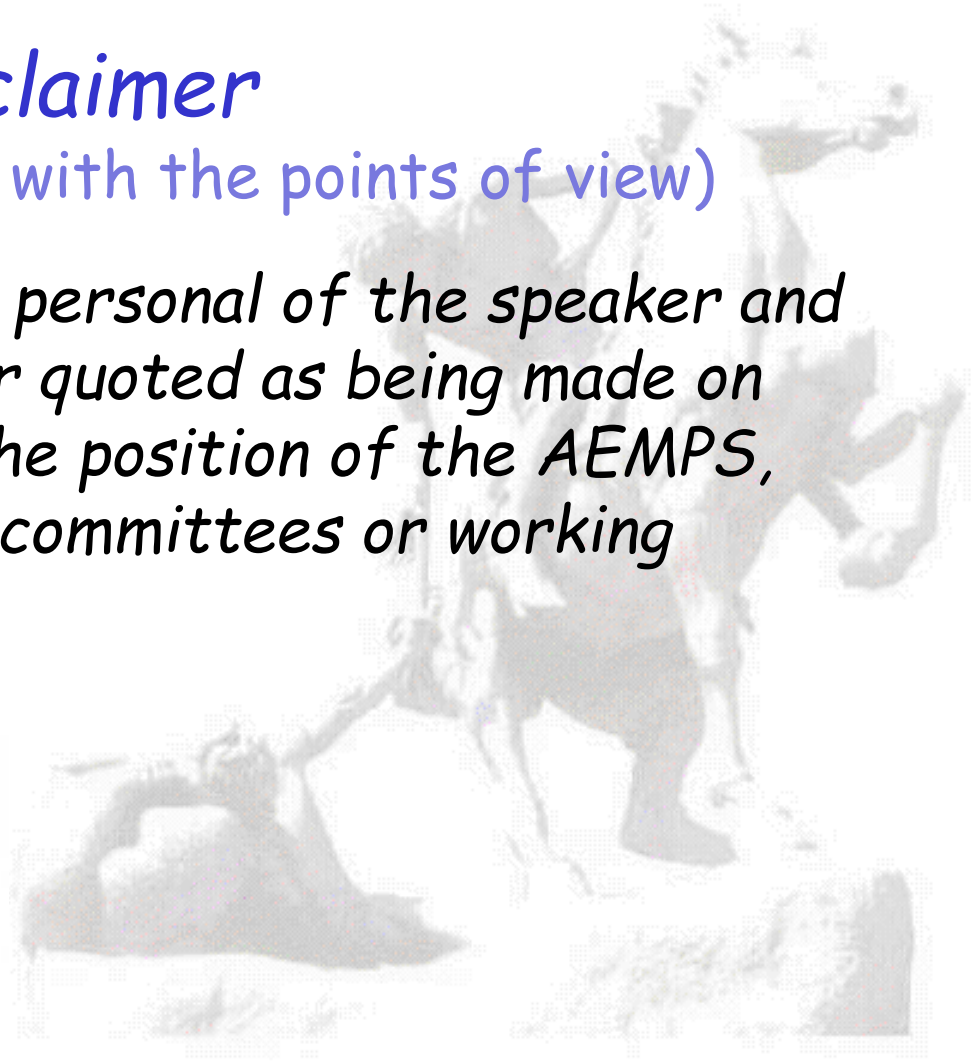 claimer
with the points of view)
personal of the speaker and
r quoted as being made on
he position of the AEMPS,
committees or working